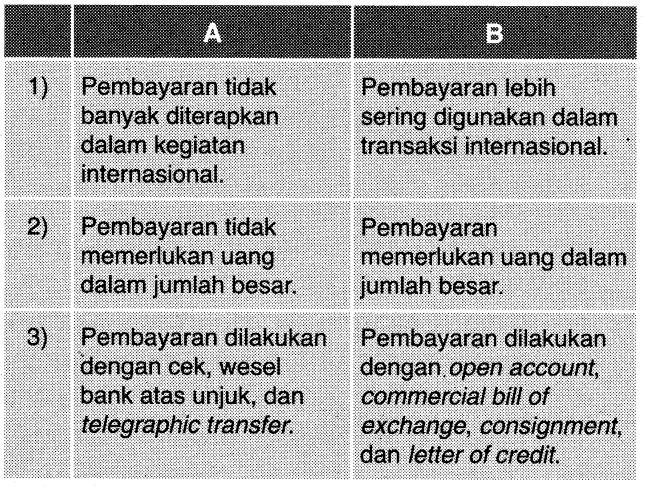 A
B
1)
Pembayaran tidak
banyak diterapkan
dalam kegiatan
internasional.
Pembayaran lebih
sering digunakan dalam
transaksi internasional.
2)
Pembayaran tidak
memerlukan uang
dalam jumlah besar.
Pembayaran
memerlukan uang dalam
jumlah besar.
3)
Pembayaran dilakukan
dengan cek, wesel
bank atas unjuk, dan
telegraphic transfer.
Pembayaran dilakukan
dengan open account,
commercial bill of
exchange, consignment,
dan letter of credit.